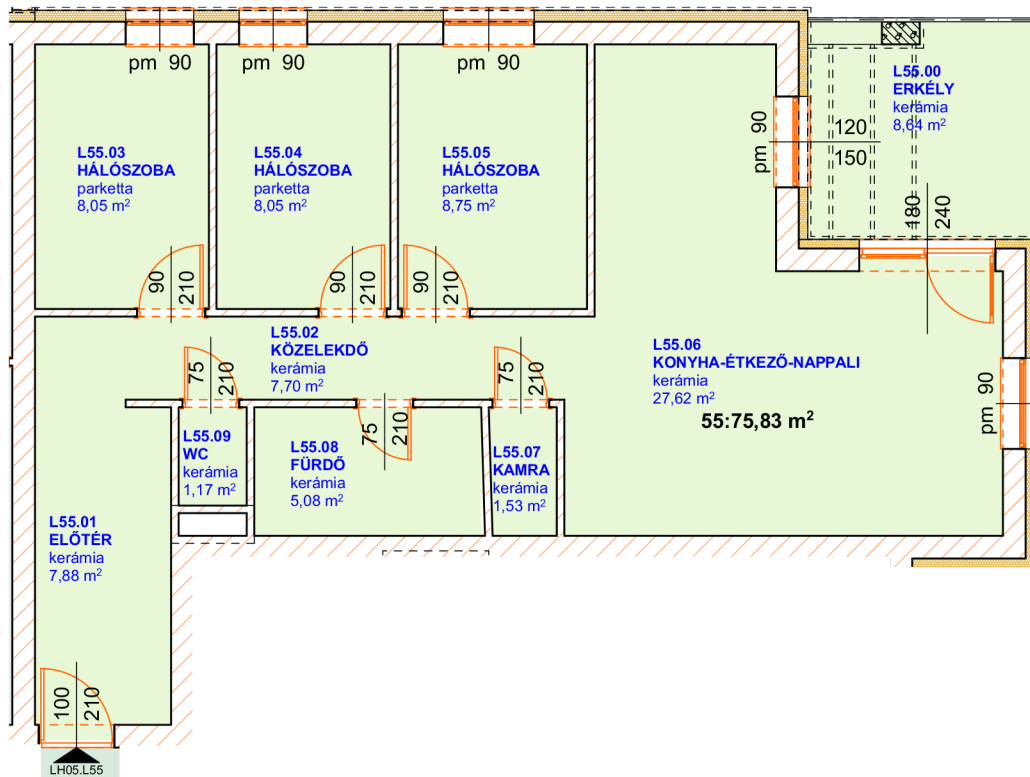 pm 90
pm 90
pm 90
L55.00
ERKÉLY
kerámia
8,64 m²
pm 90
120
150
L55.03
HÁLÓSZOBA
parketta
8,05 m²
L55.04
HÁLÓSZOBA
parketta
8,05 m²
L55.05
HÁLÓSZOBA
parketta
8,75 m²
180
240
90
210
90
210
90
210
L55.02
KÖZELEKDŐ
kerámia
7,70 m²
L55.06
KONYHA-ÉTKEZŐ-NAPPALI
kerámia
27,62 m²
55:75,83 m²
75
210
75
210
pm 90
75
210
L55.09
WC
kerámia
1,17 m²
L55.08
FÜRDŐ
kerámia
5,08 m²
L55.07
KAMRA
kerámia
1,53 m²
L55.01
ELŐTÉR
kerámia
7,88 m²
100
210
LH05.L55